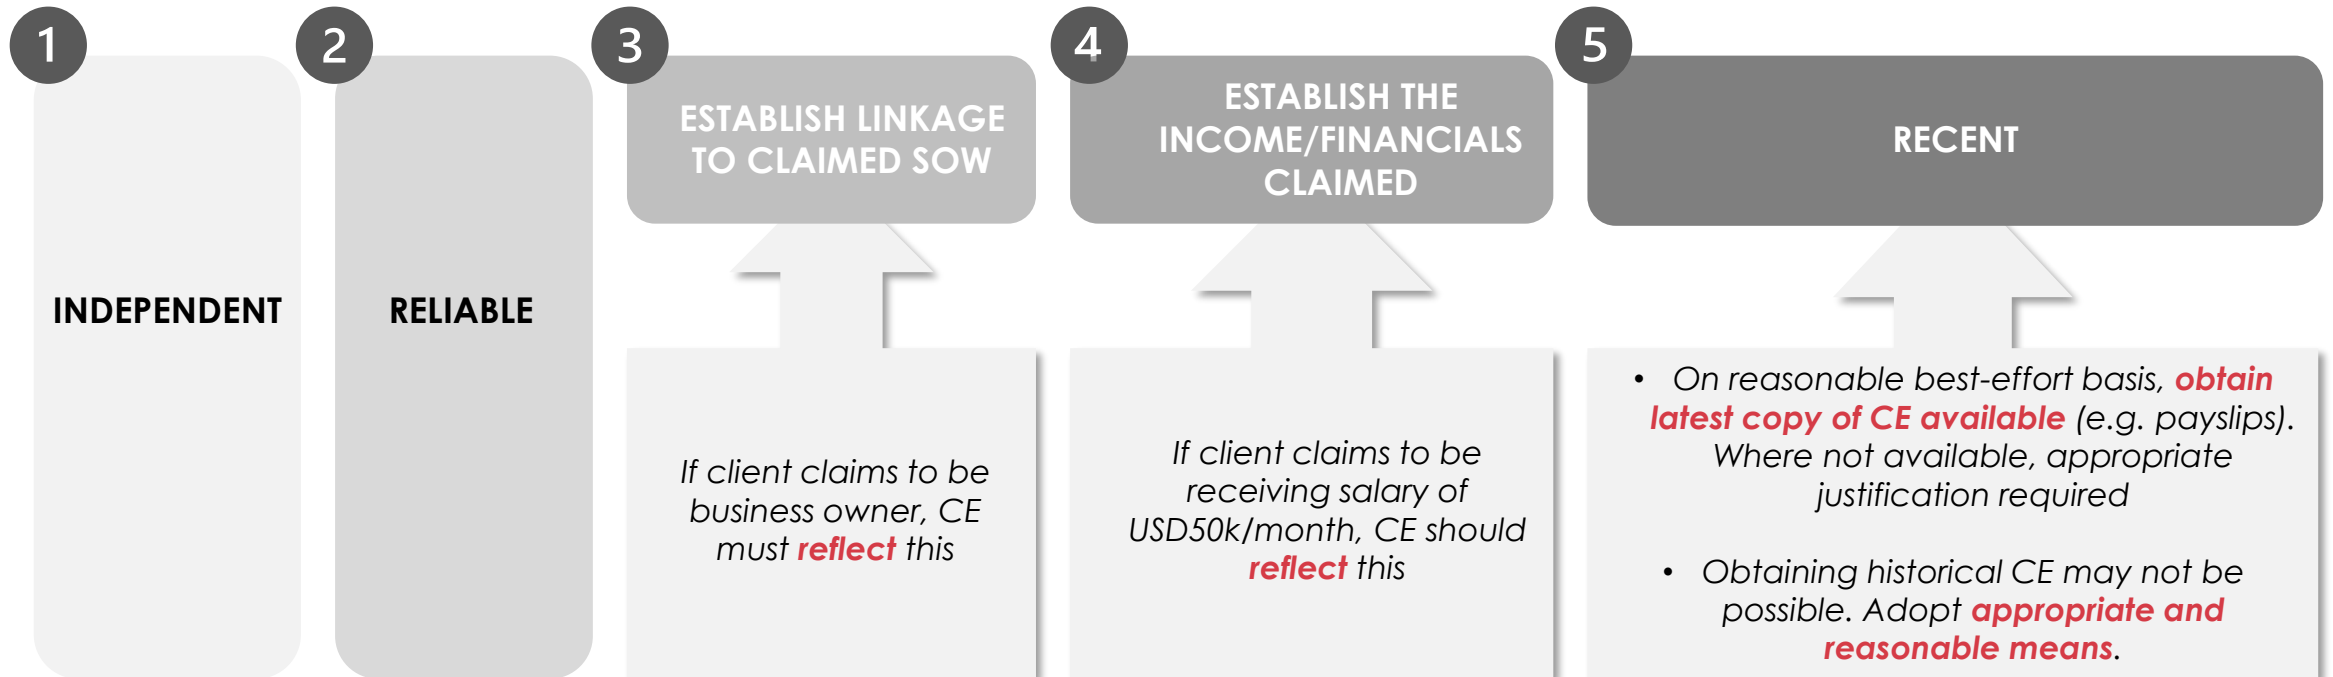 1
INDEPENDENT
2
RELIABLE
3
ESTABLISH LINKAGE
TO CLAIMED SOW
If client claims to be
business owner, CE
must reflect this
4
ESTABLISH THE
INCOME/FINANCIALS
CLAIMED
If client claims to be
receiving salary of
USD50k/month, CE should
reflect this
5
RECENT
• On reasonable best-effort basis, obtain
latest copy of CE available (e.g. payslips).
Where not available, appropriate
justification required
• Obtaining historical CE may not be
possible. Adopt appropriate and
reasonable means.